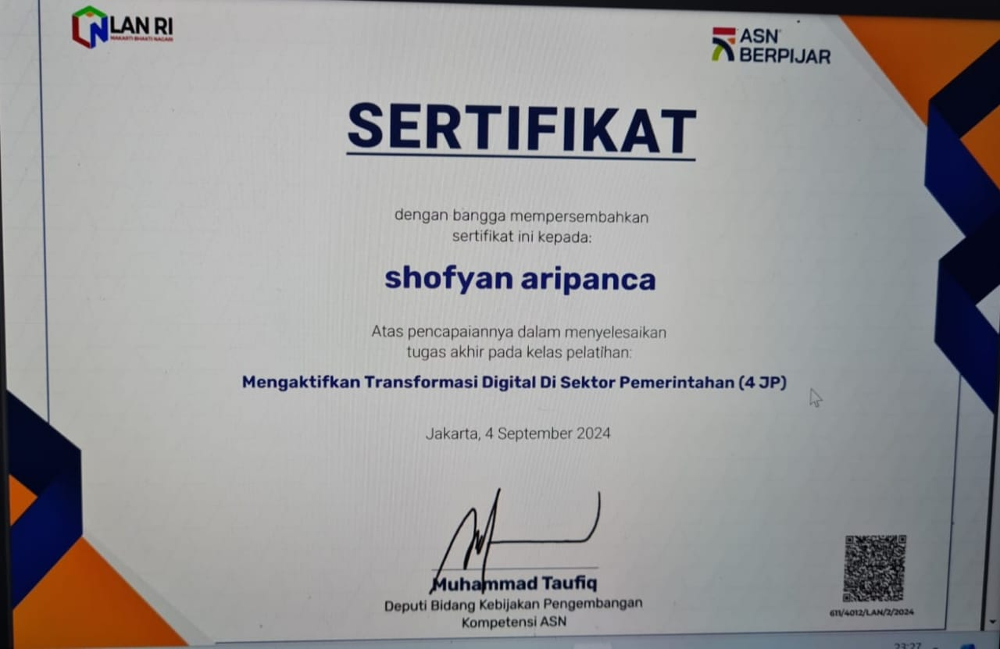 LAN RI
MAKARTI BHAKTI NAGARI
ASN
BERPIJAR
SERTIFIKAT
dengan bangga mempersembahkan
sertifikat ini kepada:
shofyan aripanca
Atas pencapaiannya dalam menyelesaikan
tugas akhir pada kelas pelatihan:
Mengaktifkan Transformasi Digital Di Sektor Pemerintahan (4 JP)
Jakarta, 4 September 2024
Muhammad Taufiq
Deputi Bidang Kebijakan Pengembangan
Kompetensi ASN
611/4012/LAN/2/2024
23:27